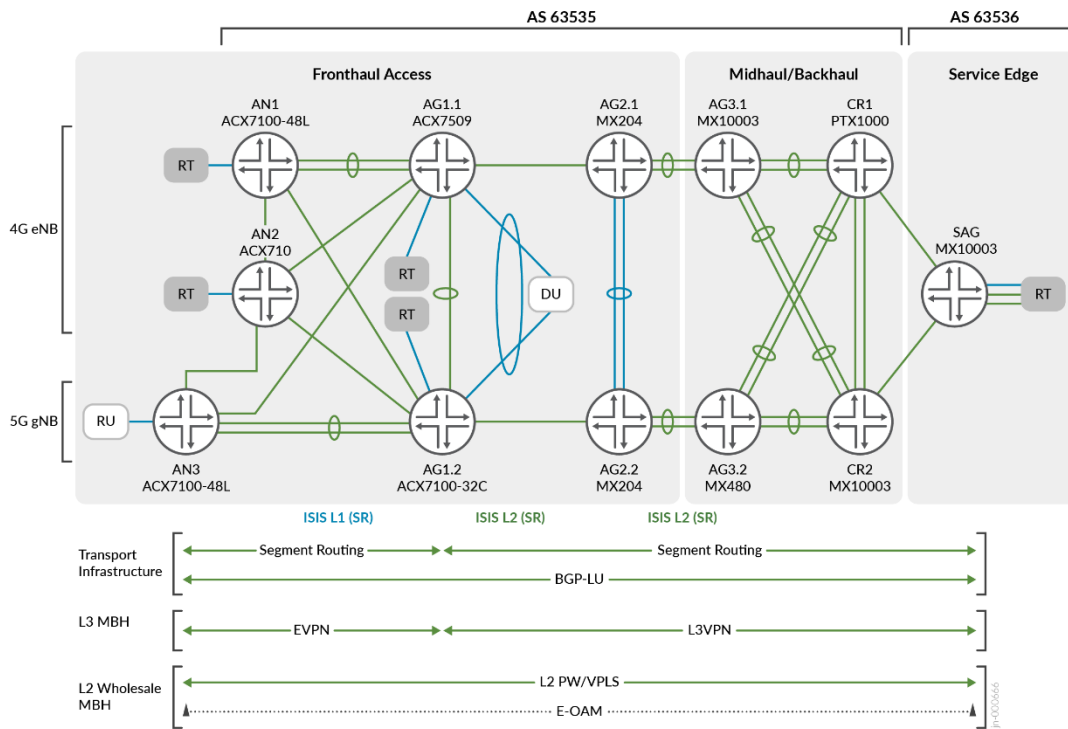 AS 63535
AS 63536
Fronthaul Access
Midhaul/Backhaul
Service Edge
AN1
ACX7100-48L
AG1.1
ACX7509
AG2.1
MX204
AG3.1
MX10003
CR1
PTX1000
RT
4G eNB
AN2
ACX710
RT
RT
RT
DU
SAG
MX10003
RT
5G gNB
RU
AN3
ACX7100-48L
AG1.2
ACX7100-32C
AG2.2
MX204
AG3.2
MX480
CR2
MX10003
ISIS L1 (SR)
ISIS L2 (SR)
ISIS L2 (SR)
Transport
Infrastructure
Segment Routing
Segment Routing
BGP-LU
L3 MBH
EVPN
L3VPN
L2 Wholesale
MBH
L2 PW/VPLS
E-OAM
jn-000666